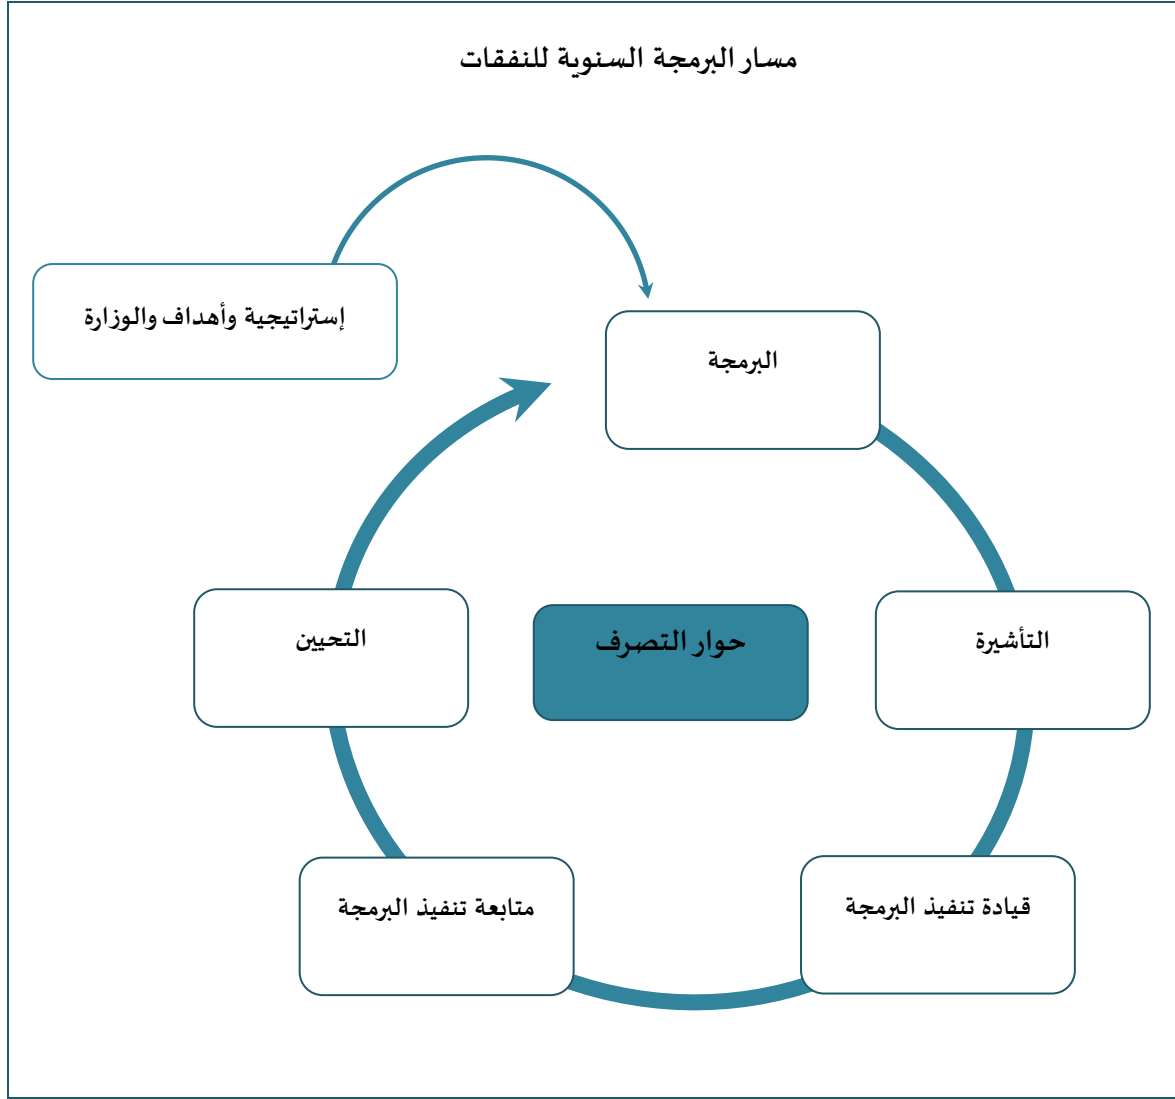 مسار البرمجة السنوية للنفقات
إستراتيجية وأهداف والوزارة
البرمجة
التأشيرة
حوار التصرف
التحيين
قيادة تنفيذ البرمجة
متابعة تنفيذ البرمجة